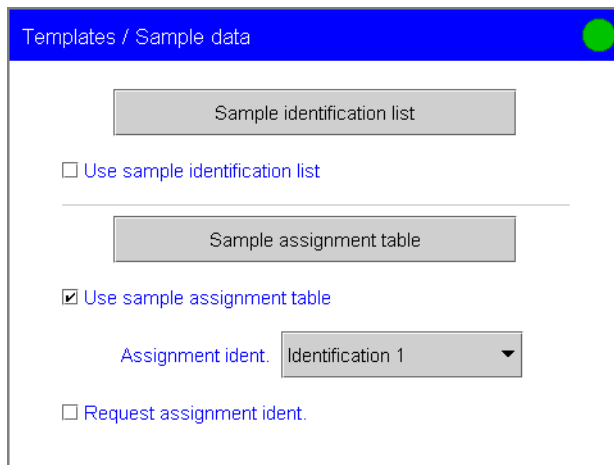 Templates / Sample data
Sample identification list
Use sample identification list
Sample assignment table
Use sample assignment table
Assignment ident. Identification 1
Request assignment ident.